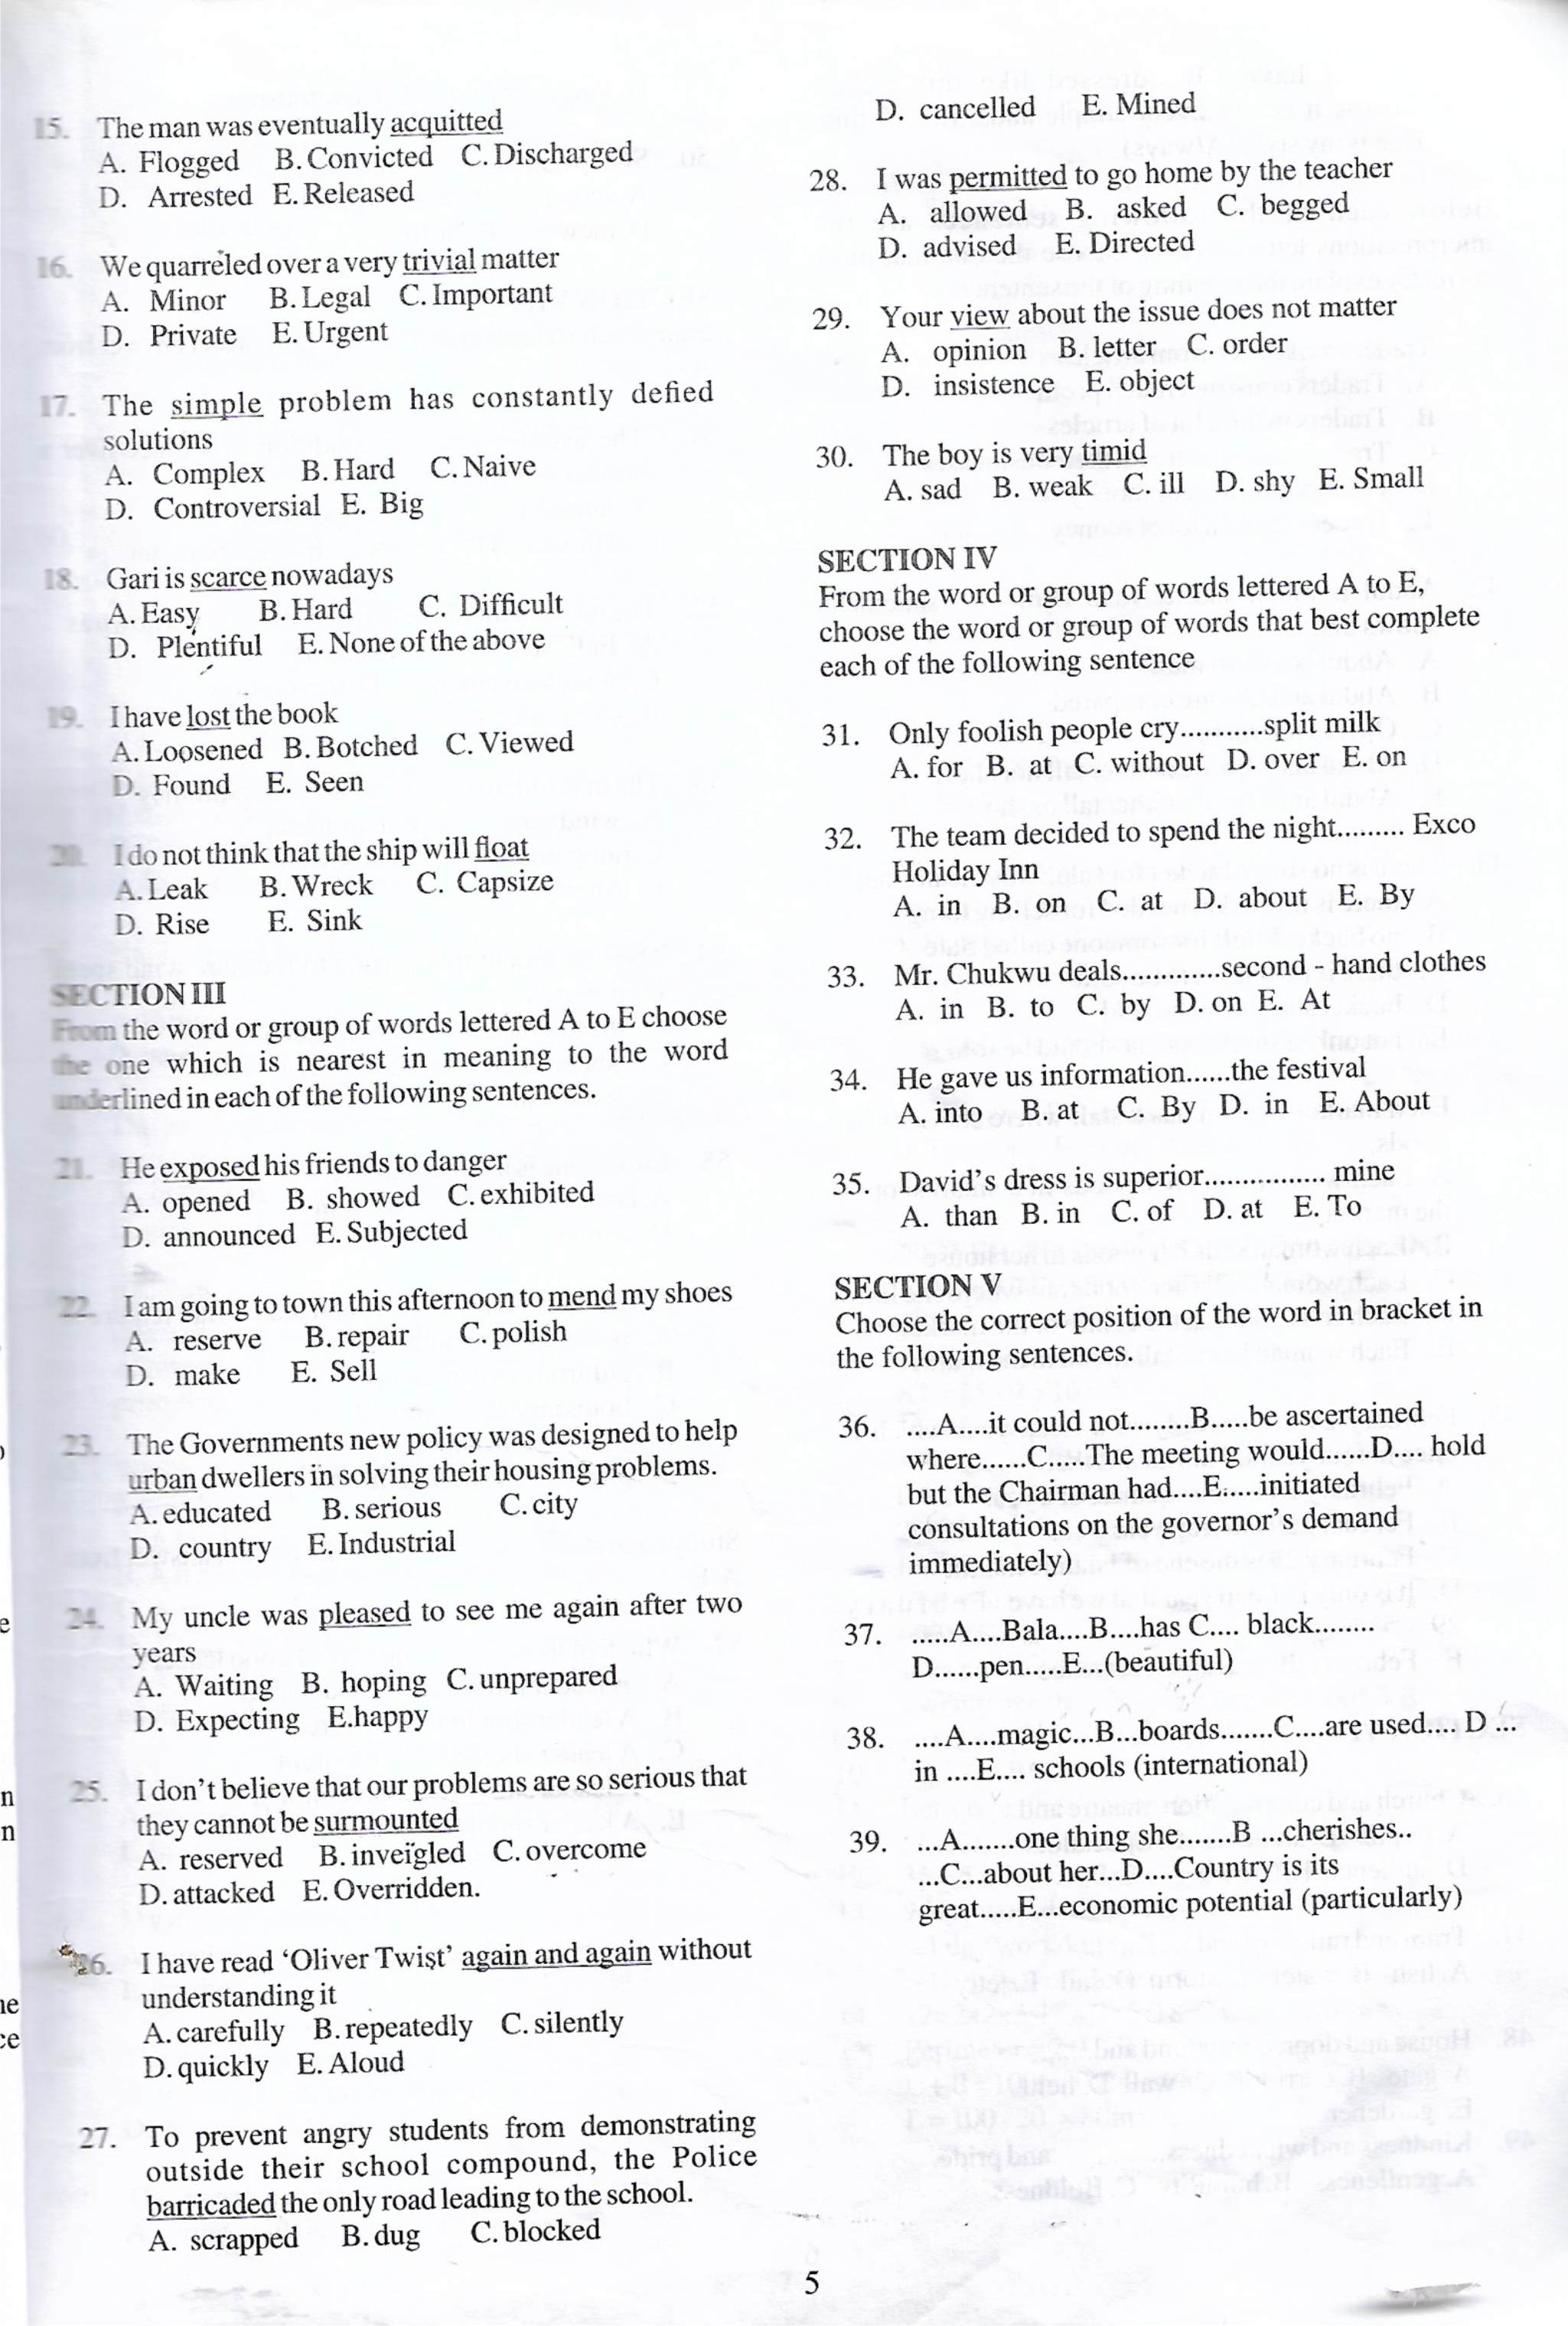 15. The man was eventually acquitted
A. Flogged B. Convicted C. Discharged
D. Arrested E. Released
16. We quarreled over a very trivial matter
A. Minor B. Legal C. Important
D. Private E. Urgent
17. The simple problem has constantly defied
solutions
A. Complex B. Hard C. Naive
D. Controversial E. Big
18. Gari is scarce nowadays
A. Easy B. Hard C. Difficult
D. Plentiful E. None of the above
19. I have lost the book
A. Loosened B. Botched C. Viewed
D. Found E. Seen
20. I do not think that the ship will float
A. Leak B. Wreck C. Capsize
D. Rise E. Sink
SECTION III
From the word or group of words lettered A to E choose
the one which is nearest in meaning to the word
underlined in each of the following sentences.
21. He exposed his friends to danger
A. opened B. showed C. exhibited
D. announced E. Subjected
22. I am going to town this afternoon to mend my shoes
A. reserve B. repair C. polish
D. make E. Sell
23. The Governments new policy was designed to help
urban dwellers in solving their housing problems.
A. educated B. serious C. city
D. country E. Industrial
24. My uncle was pleased to see me again after two
years
A. Waiting B. hoping C. unprepared
D. Expecting E.happy
25. I don't believe that our problems are so serious that
they cannot be surmounted
A. reserved B. inveigled C. overcome
D. attacked E. Overridden.
26. I have read 'Oliver Twist' again and again without
understanding it
A. carefully B. repeatedly C. silently
D. quickly E. Aloud
27. To prevent angry students from demonstrating
outside their school compound, the Police
barricaded the only road leading to the school.
A. scrapped B. dug C. blocked
D. cancelled E. Mined
28. I was permitted to go home by the teacher
A. allowed B. asked C. begged
D. advised E. Directed
29. Your view about the issue does not matter
A. opinion B. letter C. order
D. insistence E. object
30. The boy is very timid
A. sad B. weak C. ill D. shy E. Small
SECTION IV
From the word or group of words lettered A to E,
choose the word or group of words that best complete
each of the following sentence
31. Only foolish people cry...........split milk
A. for B. at C. without D. over E. on
32. The team decided to spend the night......... Exco
Holiday Inn
A. in B. on C. at D. about E. By
33. Mr. Chukwu deals.............second - hand clothes
A. in B. to C. by D. on E. At
34. He gave us information......the festival
A. into B. at C. By D. in E. About
35. David's dress is superior................ mine
A. than B. in C. of D. at E. To
SECTION V
Choose the correct position of the word in bracket in
the following sentences.
36. ....A....it could not........B.....be ascertained
where......C.....The meeting would......D.... hold
but the Chairman had....E.....initiated
consultations on the governor's demand
immediately)
37. .....A....Bala....B....has C.... black........
D......pen.....E...(beautiful)
38. ....A....magic...B...boards.......C....are used.... D ...
in ....E.... schools (international)
39. ...A.......one thing she.......B ...cherishes..
...C...about her...D....Country is its
great.....E...economic potential (particularly)
5